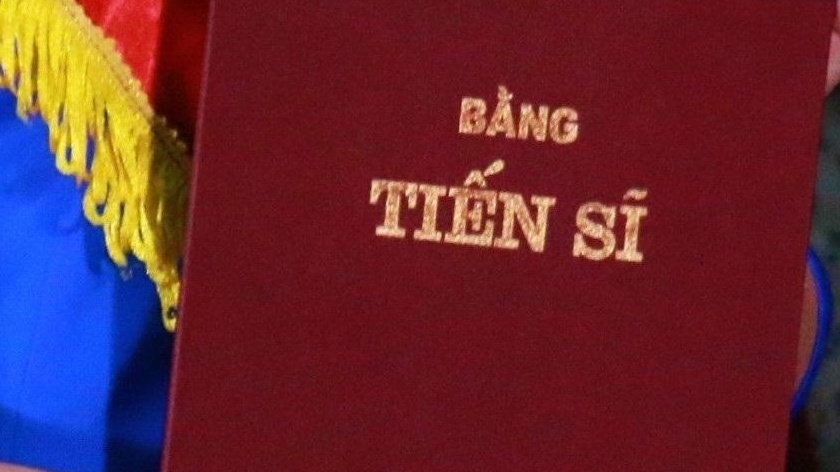 BẰNG
TIẾN SĨ